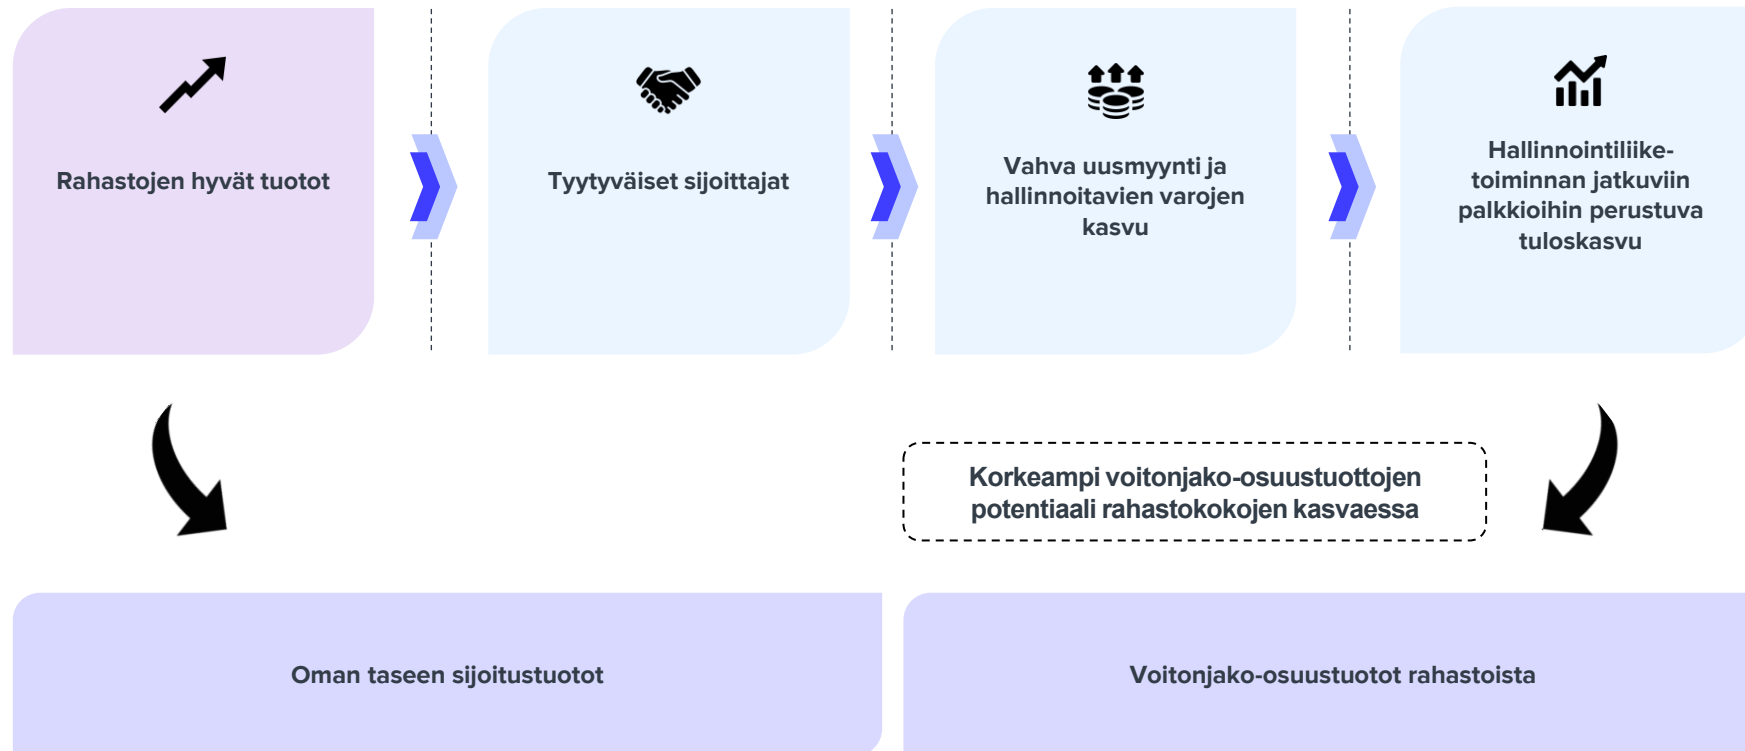 Rahastojen hyvät tuotot
Tyytyväiset sijoittajat
Vahva uusmyynti ja
hallinnoitavien varojen
kasvu
Hallinnointiliike-
toiminnan jatkuviin
palkkioihin perustuva
tuloskasvu
Korkeampi voitonjako-osuustuottojen
potentiaali rahastokokojen kasvaessa
Oman taseen sijoitustuotot
Voitonjako-osuustuotot rahastoista